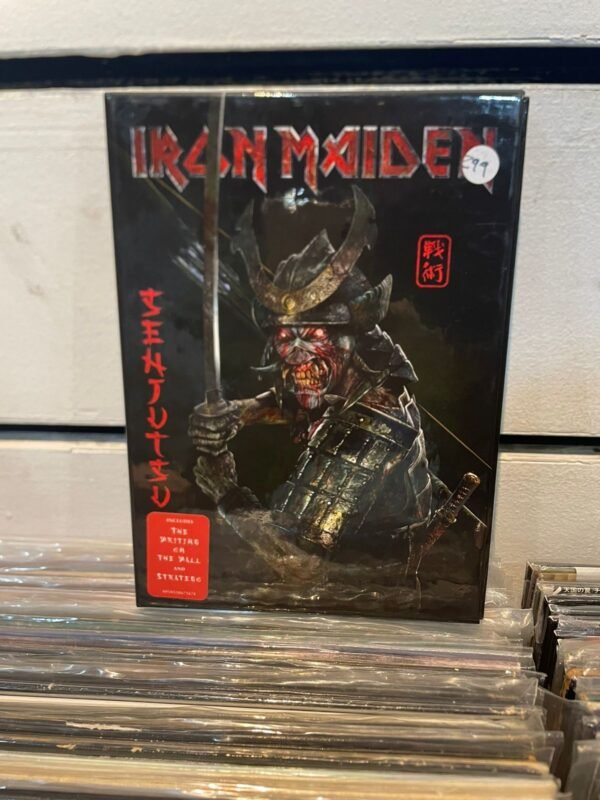 IRON MAIDEN
299
戦術
SENJUTSU
INCLUDES
THE
WRITING
ON
THE WALL
AND
STRATEGO